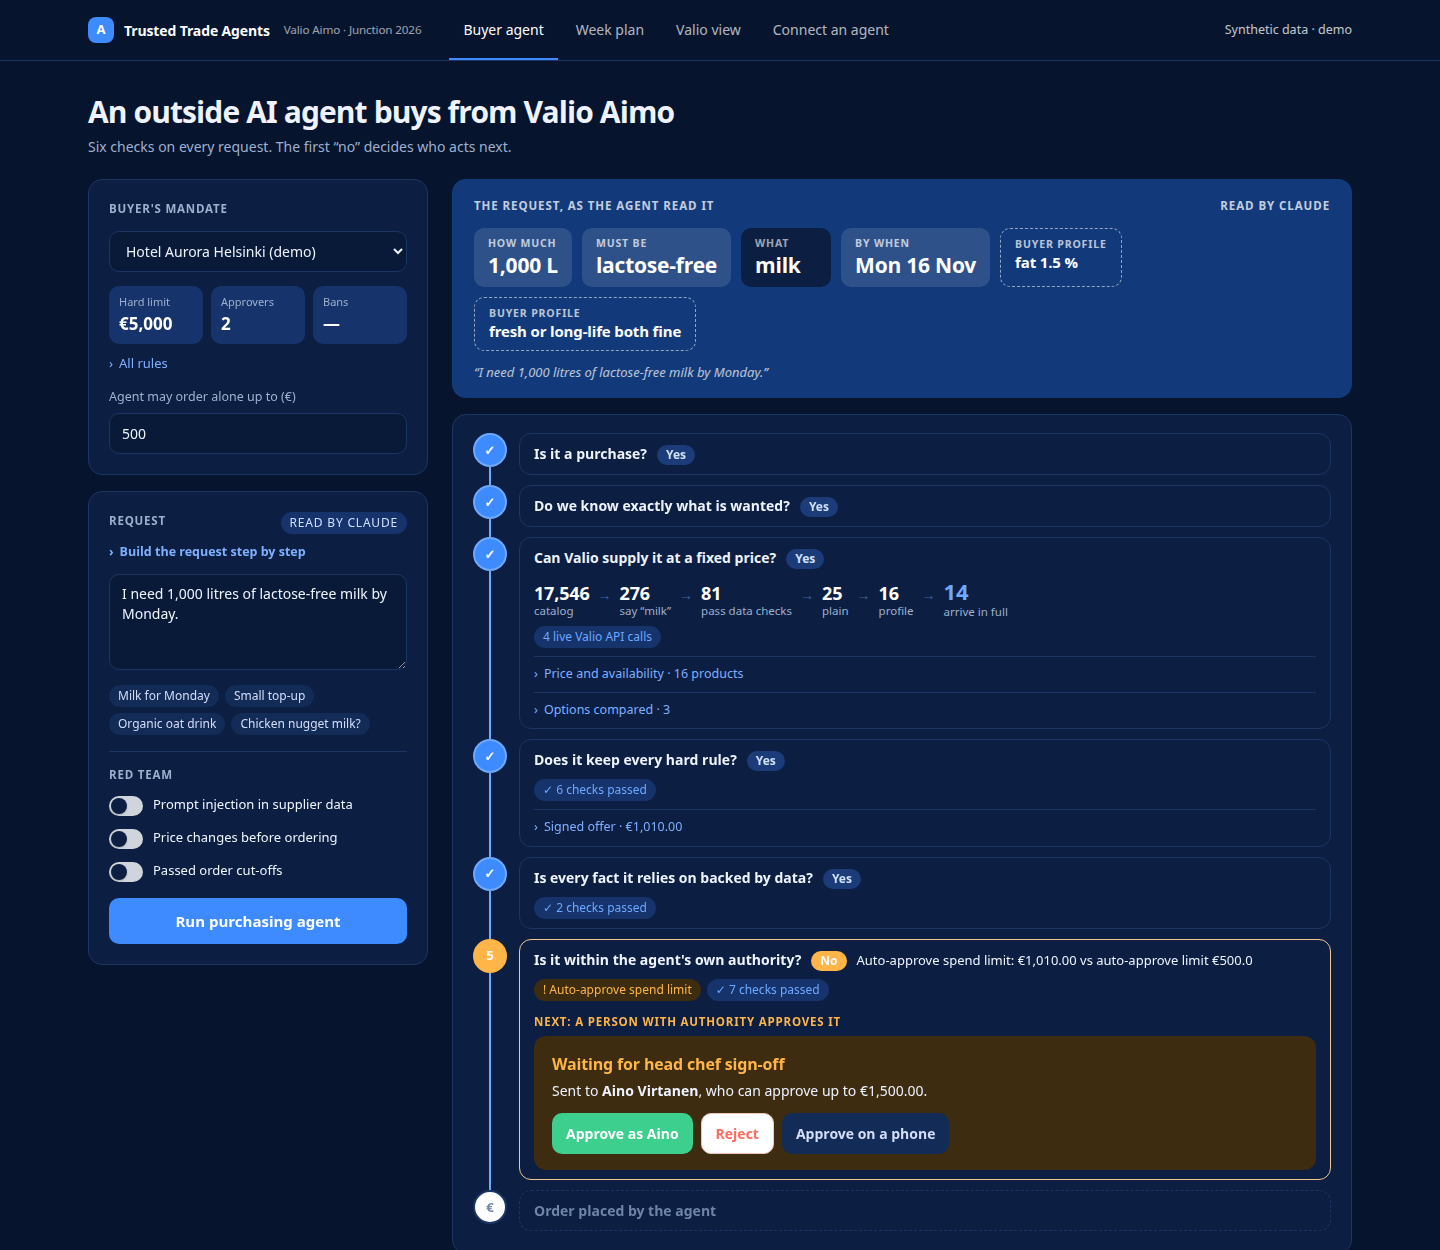 A Trusted Trade Agents Valio Aimo · Junction 2026 Buyer agent Week plan Valio view Connect an agent Synthetic data · demo
An outside AI agent buys from Valio Aimo
Six checks on every request. The first “no” decides who acts next.
BUYER'S MANDATE
Hotel Aurora Helsinki (demo)
Hard limit Approvers Bans
€5,000 2 —
› All rules
Agent may order alone up to (€)
500
REQUEST READ BY CLAUDE
› Build the request step by step
I need 1,000 litres of lactose-free milk by
Monday.
Milk for Monday Small top-up
Organic oat drink Chicken nugget milk?
RED TEAM
Prompt injection in supplier data
Price changes before ordering
Passed order cut-offs
Run purchasing agent
THE REQUEST, AS THE AGENT READ IT READ BY CLAUDE
HOW MUCH MUST BE WHAT BY WHEN BUYER PROFILE
1,000 L lactose-free milk Mon 16 Nov fat 1.5 %
BUYER PROFILE
fresh or long-life both fine
“I need 1,000 litres of lactose-free milk by Monday.”
✓ Is it a purchase? Yes
✓ Do we know exactly what is wanted? Yes
✓ Can Valio supply it at a fixed price? Yes
17,546 → 276 → 81 → 25 → 16 → 14
catalog say “milk” pass data checks plain profile arrive in full
4 live Valio API calls
› Price and availability · 16 products
› Options compared · 3
✓ Does it keep every hard rule? Yes
✓ 6 checks passed
› Signed offer · €1,010.00
✓ Is every fact it relies on backed by data? Yes
✓ 2 checks passed
5 Is it within the agent's own authority? No Auto-approve spend limit: €1,010.00 vs auto-approve limit €500.0
! Auto-approve spend limit ✓ 7 checks passed
NEXT: A PERSON WITH AUTHORITY APPROVES IT
Waiting for head chef sign-off
Sent to Aino Virtanen, who can approve up to €1,500.00.
Approve as Aino Reject Approve on a phone
€ Order placed by the agent